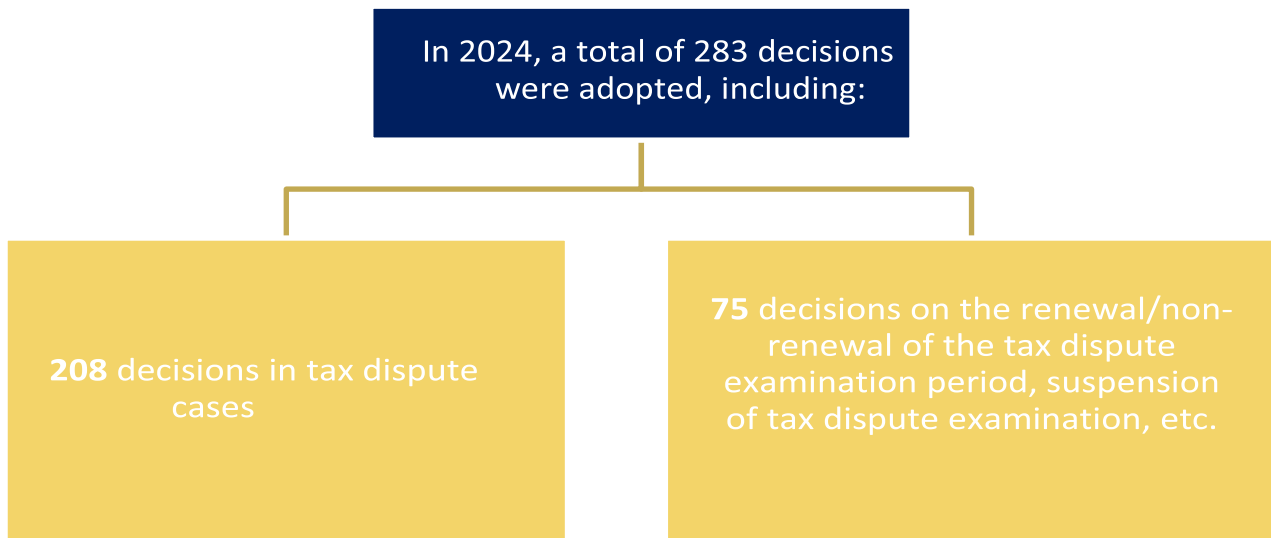 In 2024, a total of 283 decisions
were adopted, including:
208 decisions in tax dispute
cases
75 decisions on the renewal/non-
renewal of the tax dispute
examination period, suspension
of tax dispute examination, etc.